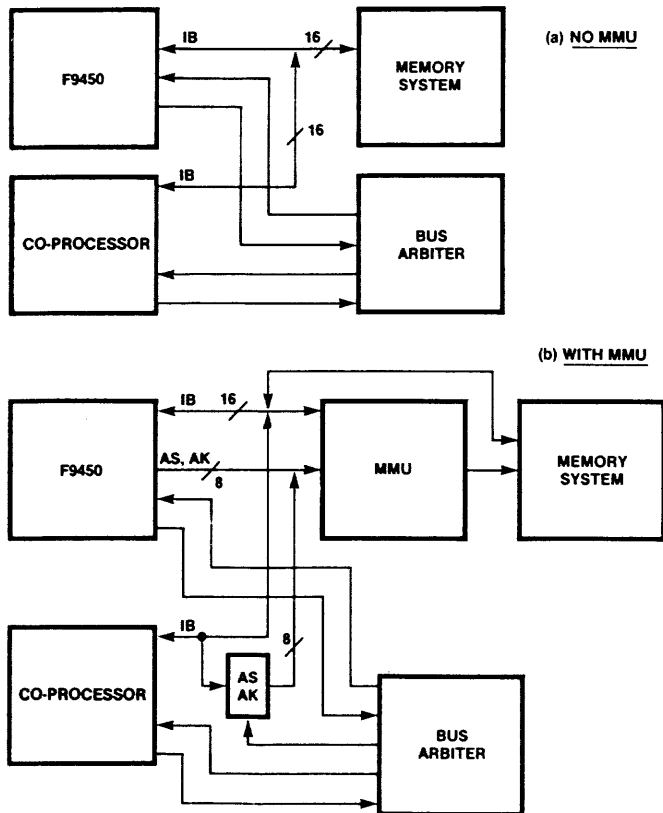 IB
16
(a) NO MMU
F9450
MEMORY
SYSTEM
16
IB
CO-PROCESSOR
BUS
ARBITER
(b) WITH MMU
IB
16
AS, AK
8
F9450
MMU
MEMORY
SYSTEM
IB
8
CO-PROCESSOR
AS
AK
BUS
ARBITER